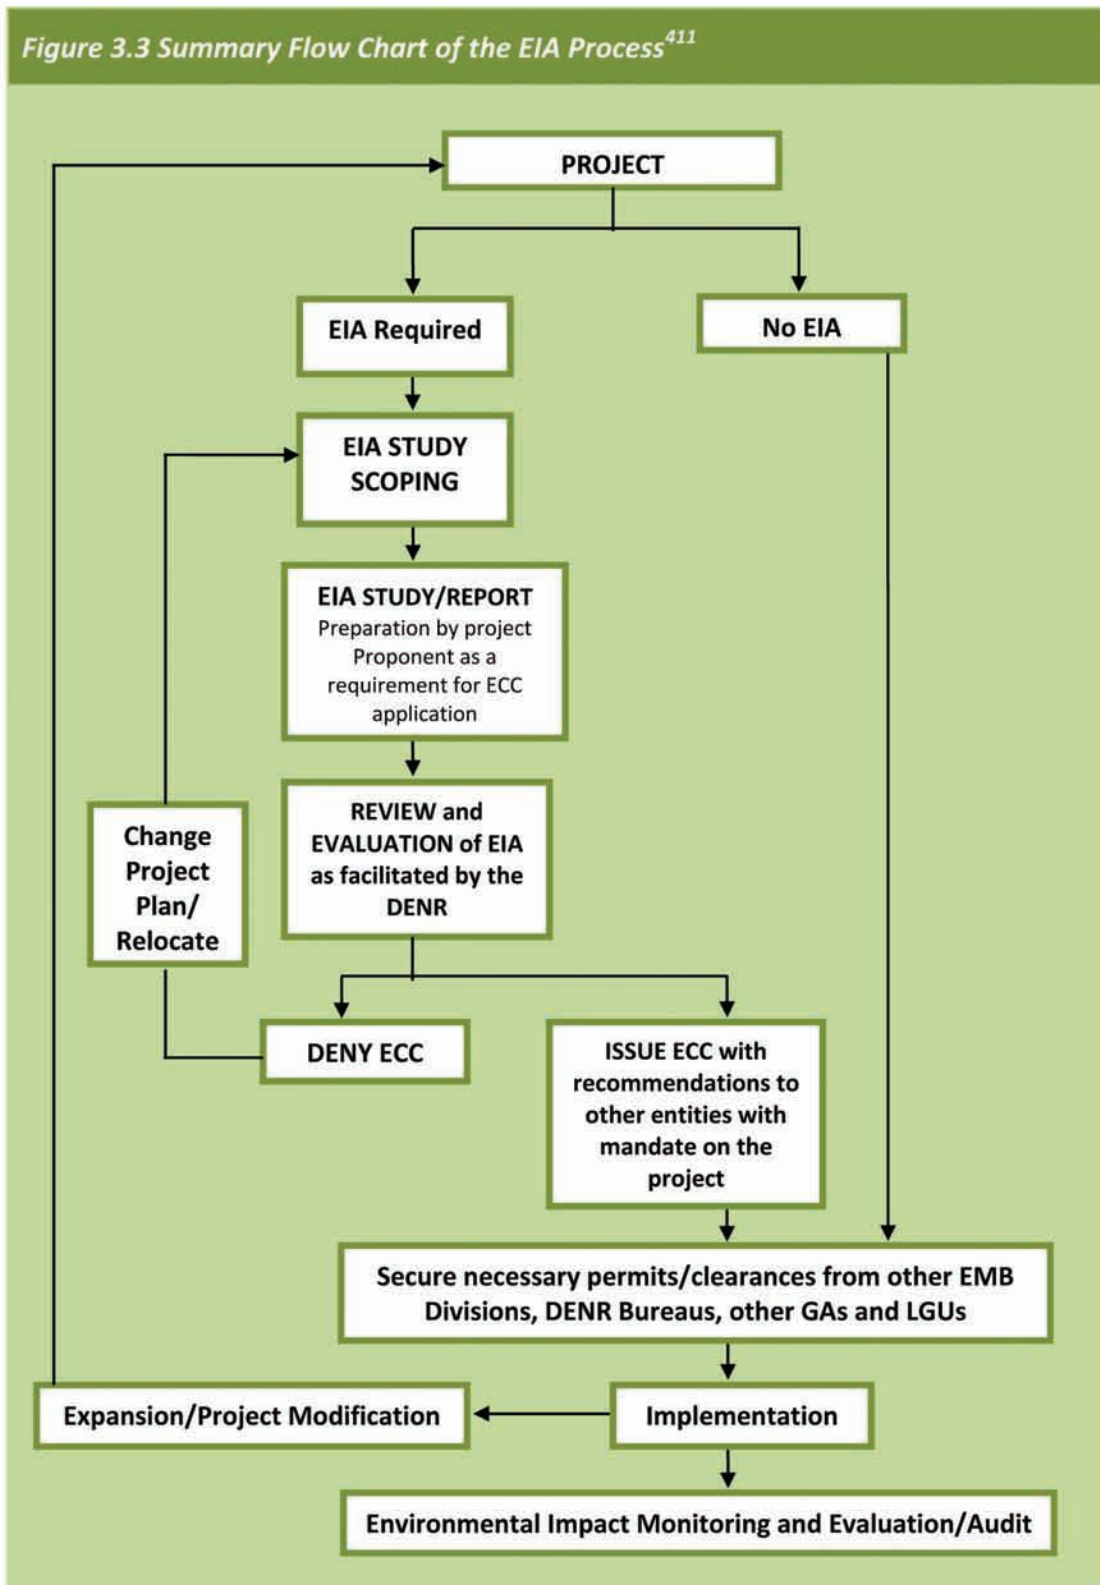 Figure 3.3 Summary Flow Chart of the EIA Process411
PROJECT
EIA Required
No EIA
EIA STUDY
SCOPING
EIA STUDY/REPORT
Preparation by project
Proponent as a
requirement for ECC
application
REVIEW and
EVALUATION of EIA
as facilitated by the
DENR
Change
Project
Plan/
Relocate
DENY ECC
ISSUE ECC with
recommendations to
other entities with
mandate on the
project
Secure necessary permits/clearances from other EMB
Divisions, DENR Bureaus, other GAs and LGUs
Expansion/Project Modification
Implementation
Environmental Impact Monitoring and Evaluation/Audit